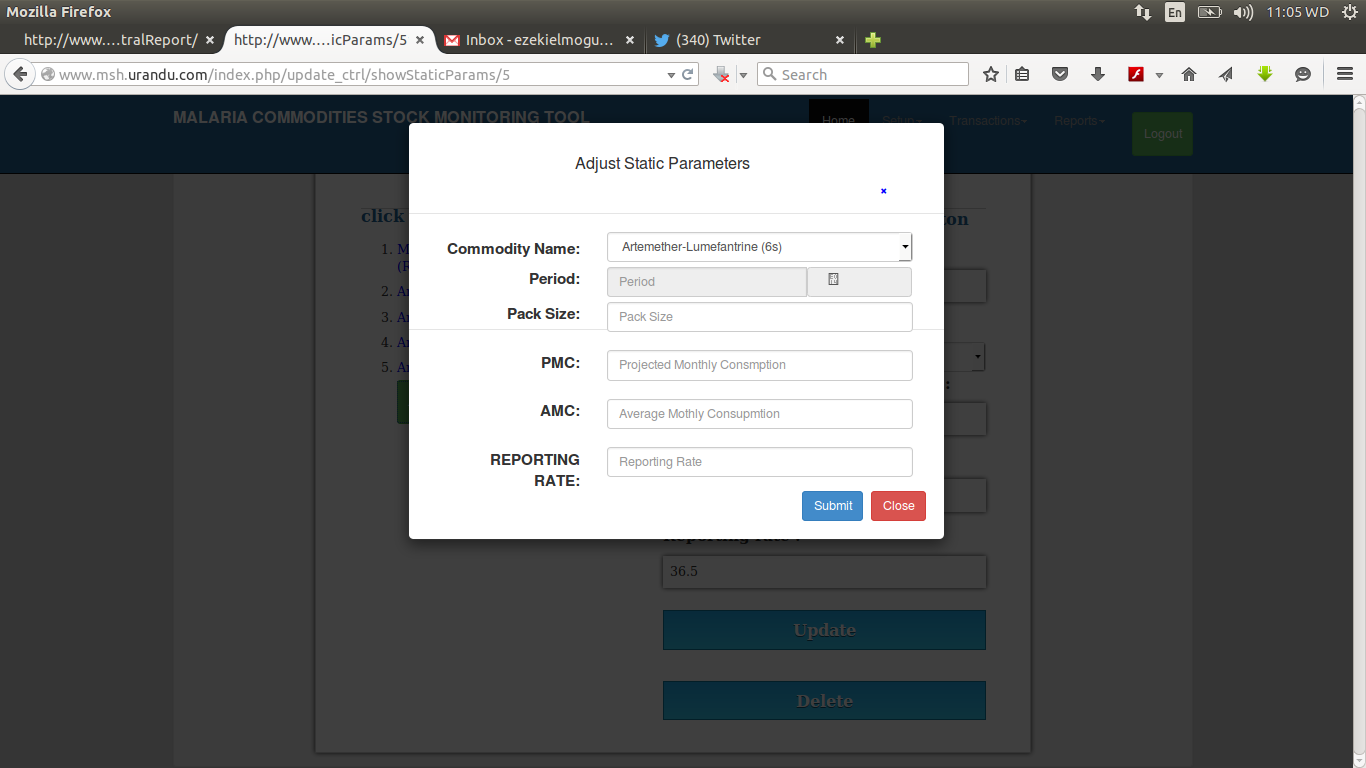 Mozilla Firefox
En
11:05 WD
http://www....tralReport/
http://www....icParams/5
Inbox - ezekielmogu...
(340) Twitter
www.msh.urandu.com/index.php/update_ctrl/showStaticParams/5
Search
MALARIA COMMODITIES STOCK MONITORING TOOL
Home
Setup
Transactions
Reports
Logout
Adjust Static Parameters
click
Commodity Name:
Artemether-Lumefantrine (6s)
Period:
Period
Pack Size:
Pack Size
PMC:
Projected Monthly Consmption
AMC:
Average Mothly Consupmtion
REPORTING
RATE:
Reporting Rate
Submit
Close
1.
2.
3.
4.
5.
36.5
Update
Delete